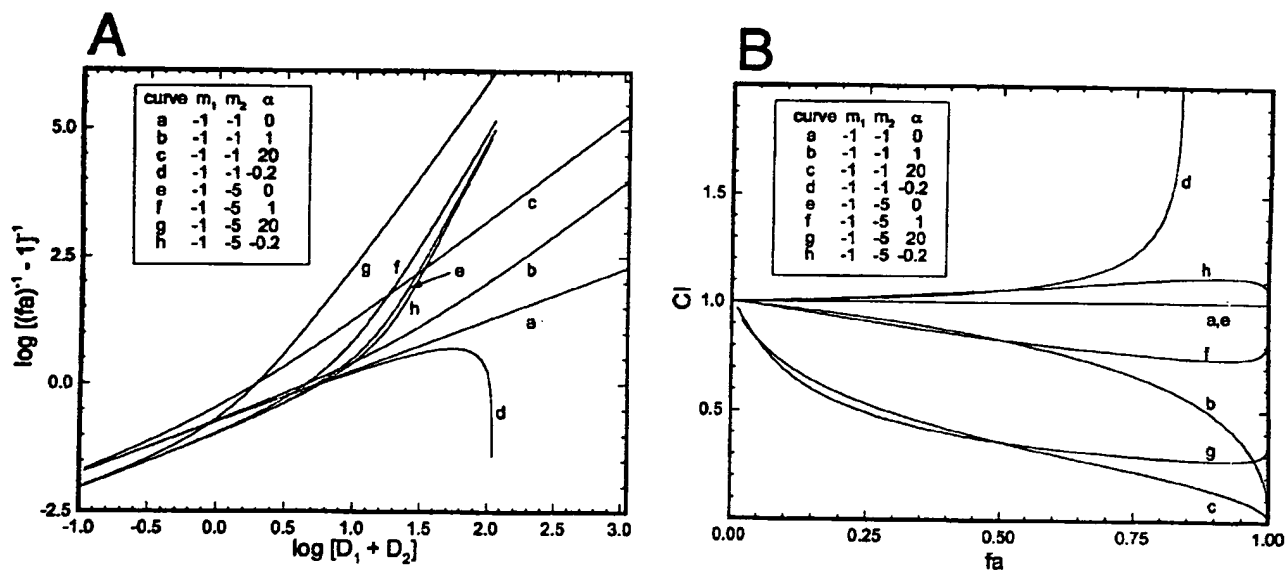 A
curve m₁ m₂ α
a -1 -1 0
b -1 -1 1
c -1 -1 20
d -1 -1 -0.2
e -1 -5 0
f -1 -5 1
g -1 -5 20
h -1 -5 -0.2
log [(fa)⁻¹ - 1]⁻¹
5.0
2.5
0.0
-2.5
g
f
e
h
c
b
a
d
-1.0 -0.5 0.0 0.5 1.0 1.5 2.0 2.5 3.0
log [D₁ + D₂]
B
curve m₁ m₂ α
a -1 -1 0
b -1 -1 1
c -1 -1 20
d -1 -1 -0.2
e -1 -5 0
f -1 -5 1
g -1 -5 20
h -1 -5 -0.2
CI
1.5
1.0
0.5
d
h
a,e
f
b
g
c
0.00 0.25 0.50 0.75 1.00
fa